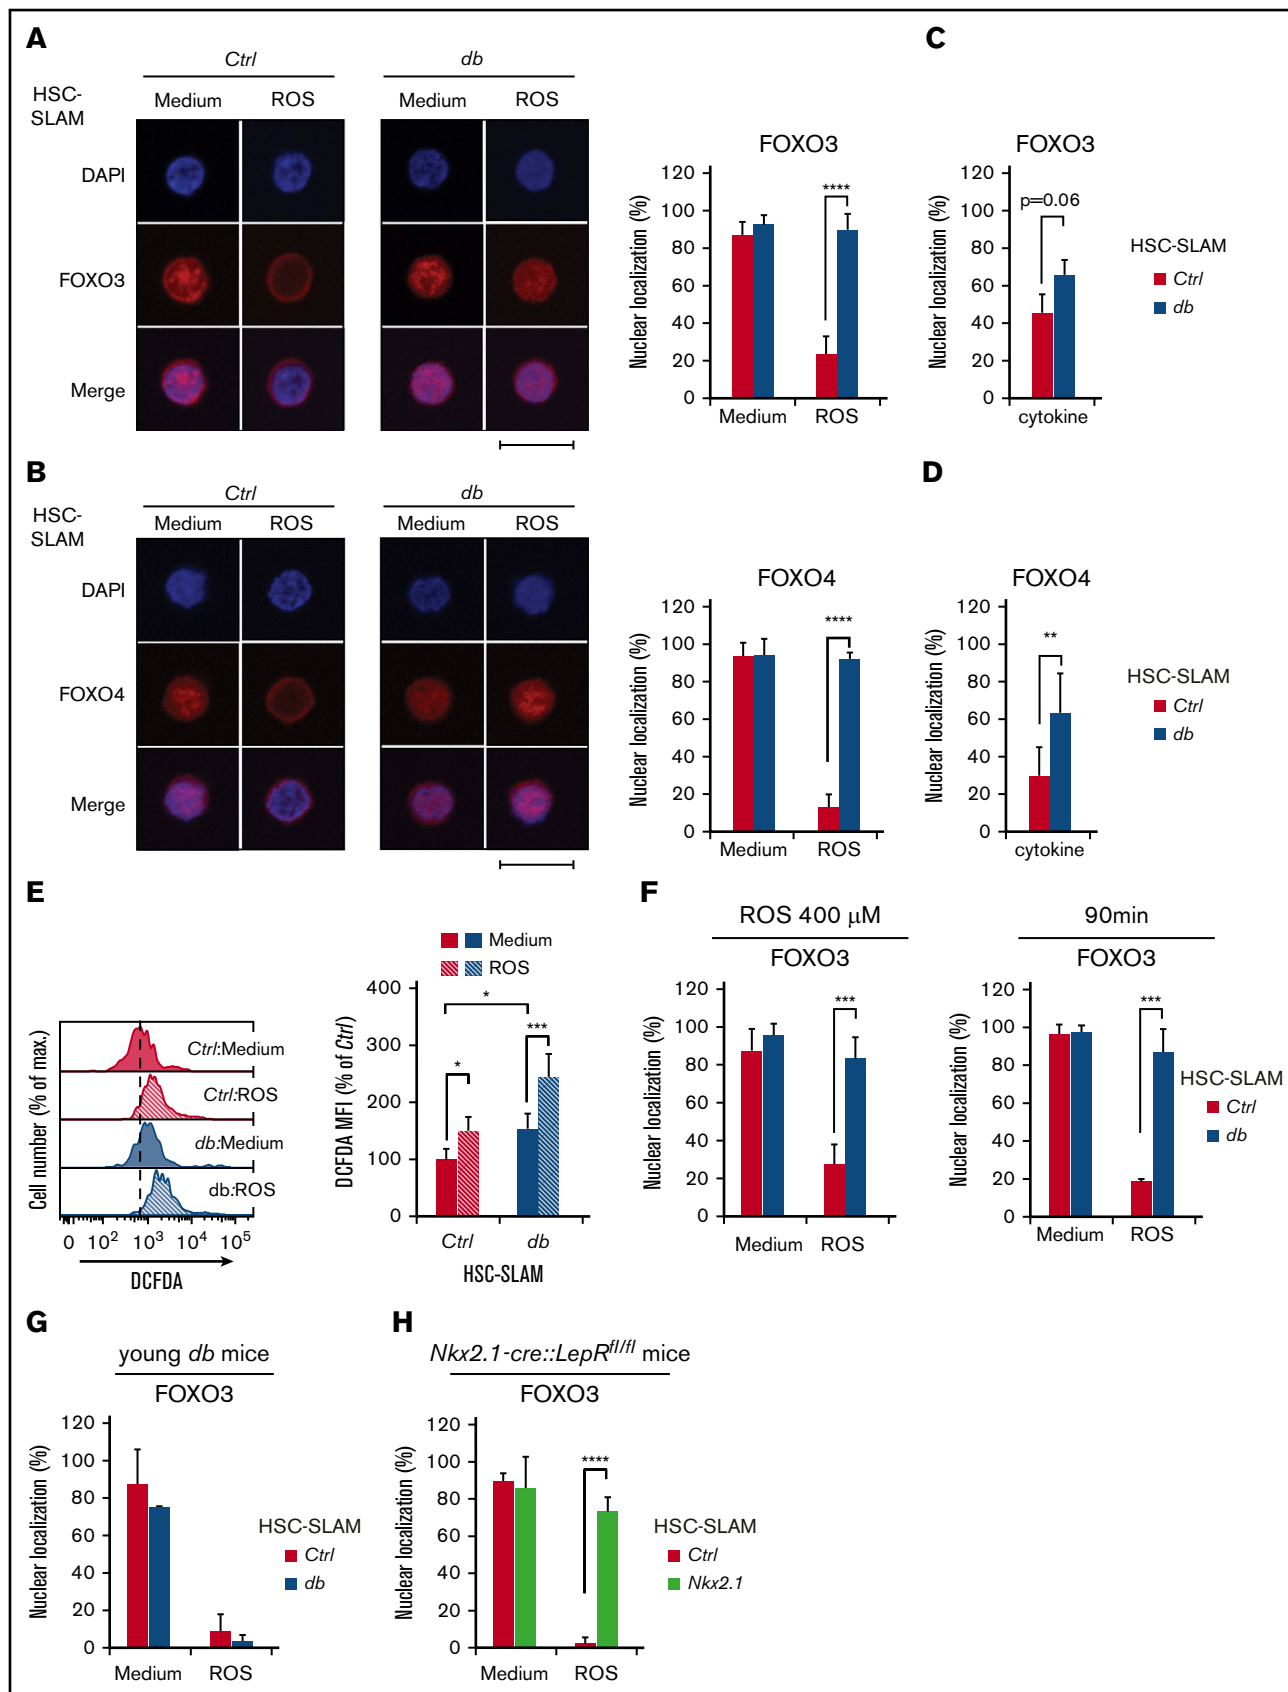 A
Ctrl
db
HSC-
SLAM
Medium
ROS
Medium
ROS
DAPI
FOXO3
Merge
FOXO3
Nuclear localization (%)
120
100
80
60
40
20
0
****
Medium
ROS
C
FOXO3
Nuclear localization (%)
120
100
80
60
40
20
0
p=0.06
cytokine
HSC-SLAM
Ctrl
db
B
Ctrl
db
HSC-
SLAM
Medium
ROS
Medium
ROS
DAPI
FOXO4
Merge
FOXO4
Nuclear localization (%)
120
100
80
60
40
20
0
****
Medium
ROS
D
FOXO4
Nuclear localization (%)
120
100
80
60
40
20
0
**
cytokine
HSC-SLAM
Ctrl
db
E
Cell number (% of max.)
Ctrl:Medium
Ctrl:ROS
db:Medium
db:ROS
0 10² 10³ 10⁴ 10⁵
DCFDA
Medium
ROS
DCFDA MFI (% of Ctrl)
400
300
200
100
0
*
*
***
Ctrl
db
HSC-SLAM
F
ROS 400 μM
FOXO3
Nuclear localization (%)
120
100
80
60
40
20
0
***
Medium
ROS
90min
FOXO3
Nuclear localization (%)
120
100
80
60
40
20
0
***
Medium
ROS
HSC-SLAM
Ctrl
db
G
young db mice
FOXO3
Nuclear localization (%)
120
100
80
60
40
20
0
Medium
ROS
HSC-SLAM
Ctrl
db
H
Nkx2.1-cre::LepR^fl/fl mice
FOXO3
Nuclear localization (%)
120
100
80
60
40
20
0
****
Medium
ROS
HSC-SLAM
Ctrl
Nkx2.1